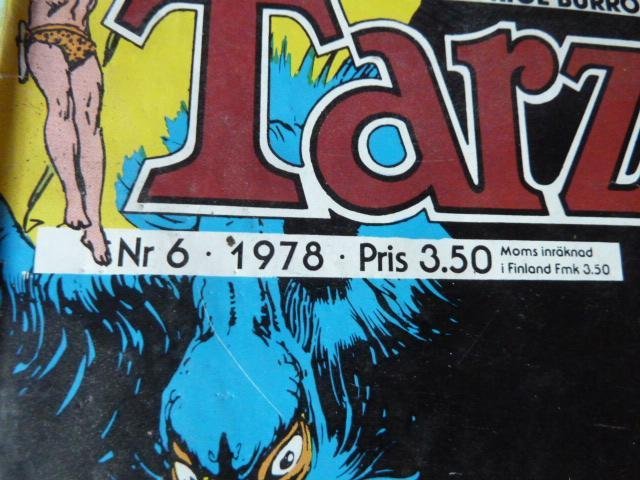 Tarz
Nr 6 · 1978 · Pris 3.50
Moms inräknad
i Finland Fmk 3.50